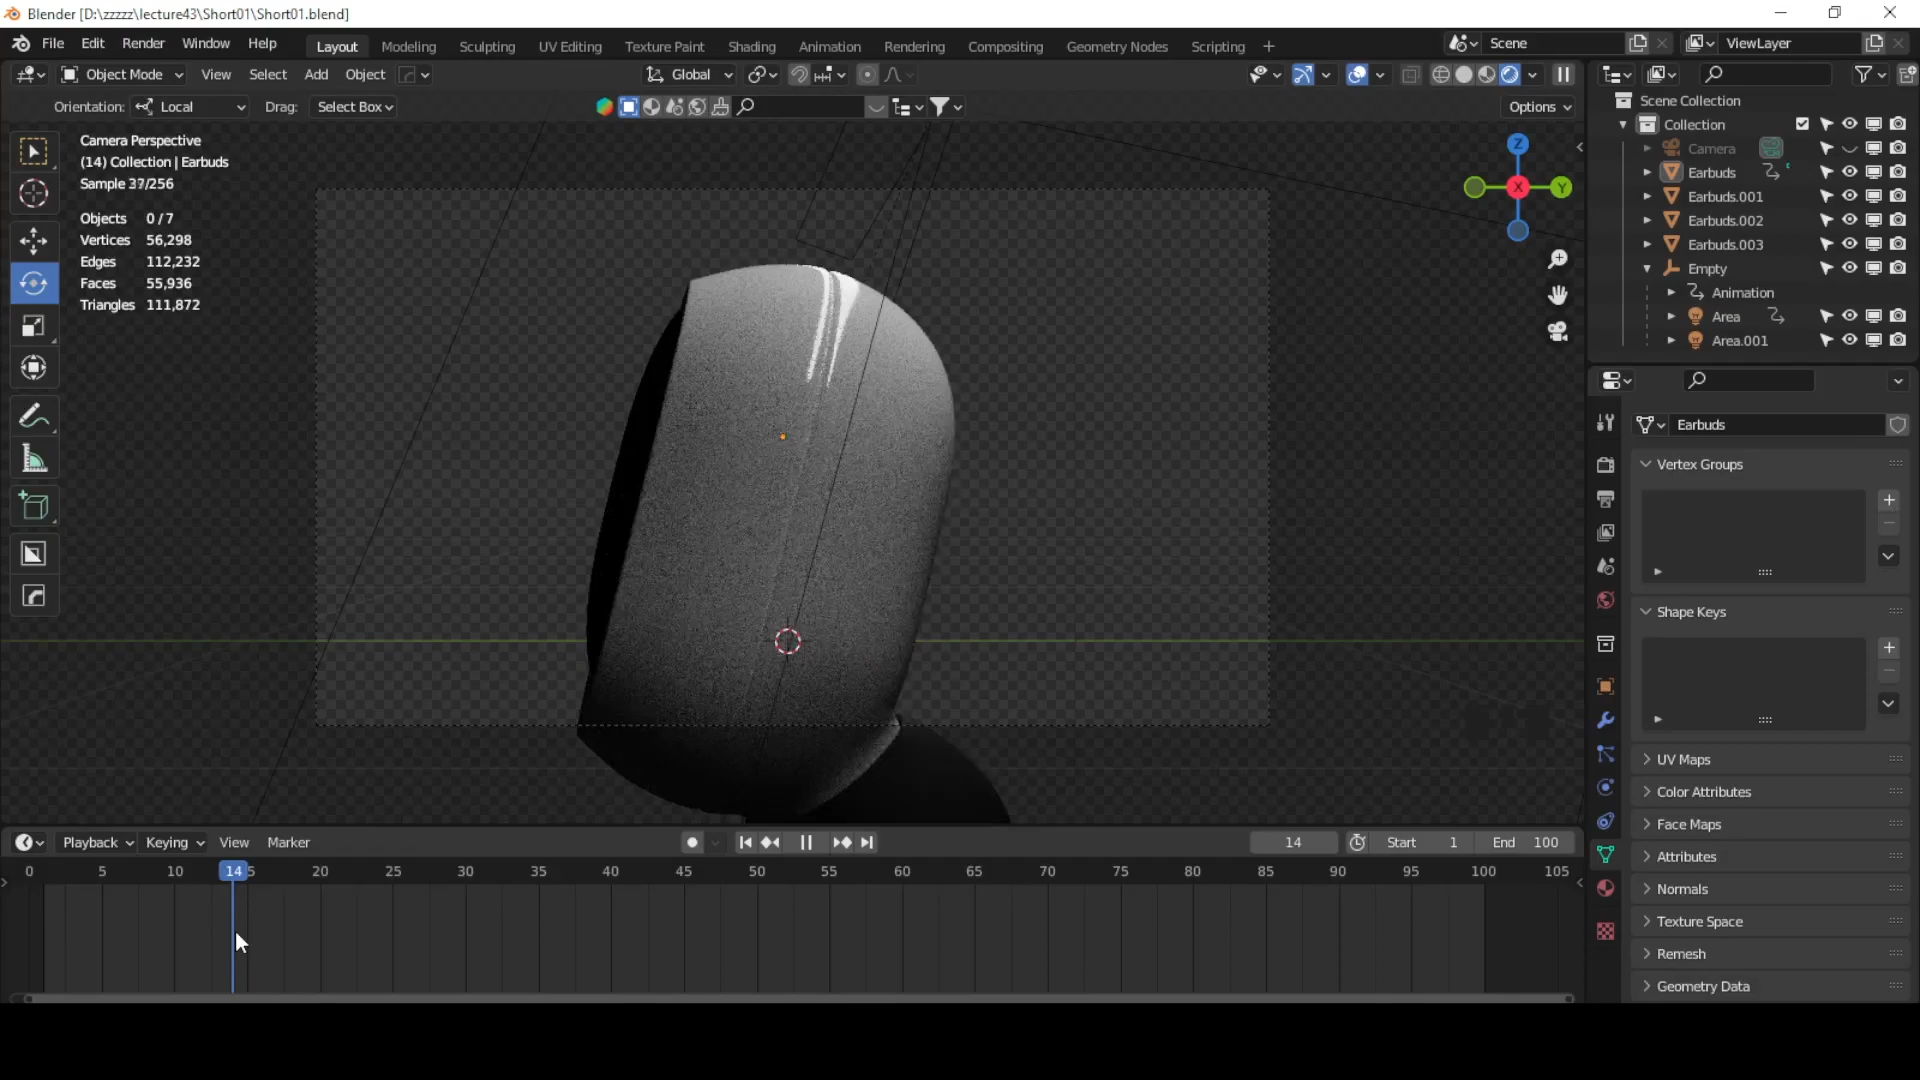 Blender [D:\zzzzz\lecture43\Short01\Short01.blend]
File Edit Render Window Help Layout Modeling Sculpting UV Editing Texture Paint Shading Animation Rendering Compositing Geometry Nodes Scripting + Scene ViewLayer
Object Mode View Select Add Object Global
Orientation: Local Drag: Select Box Options
Camera Perspective
(14) Collection | Earbuds
Objects 0/7
Vertices 56,298
Edges 112,232
Faces 55,936
Triangles 111,872
Z
X
Y
Scene Collection
Collection
Camera
Earbuds
Earbuds.001
Earbuds.002
Earbuds.003
Empty
Animation
Area
Area.001
Earbuds
Vertex Groups
Shape Keys
UV Maps
Color Attributes
Face Maps
Attributes
Normals
Texture Space
Remesh
Geometry Data
Playback Keying View Marker 14 Start 1 End 100
0 5 10 14 5 20 25 30 35 40 45 50 55 60 65 70 75 80 85 90 95 100 105